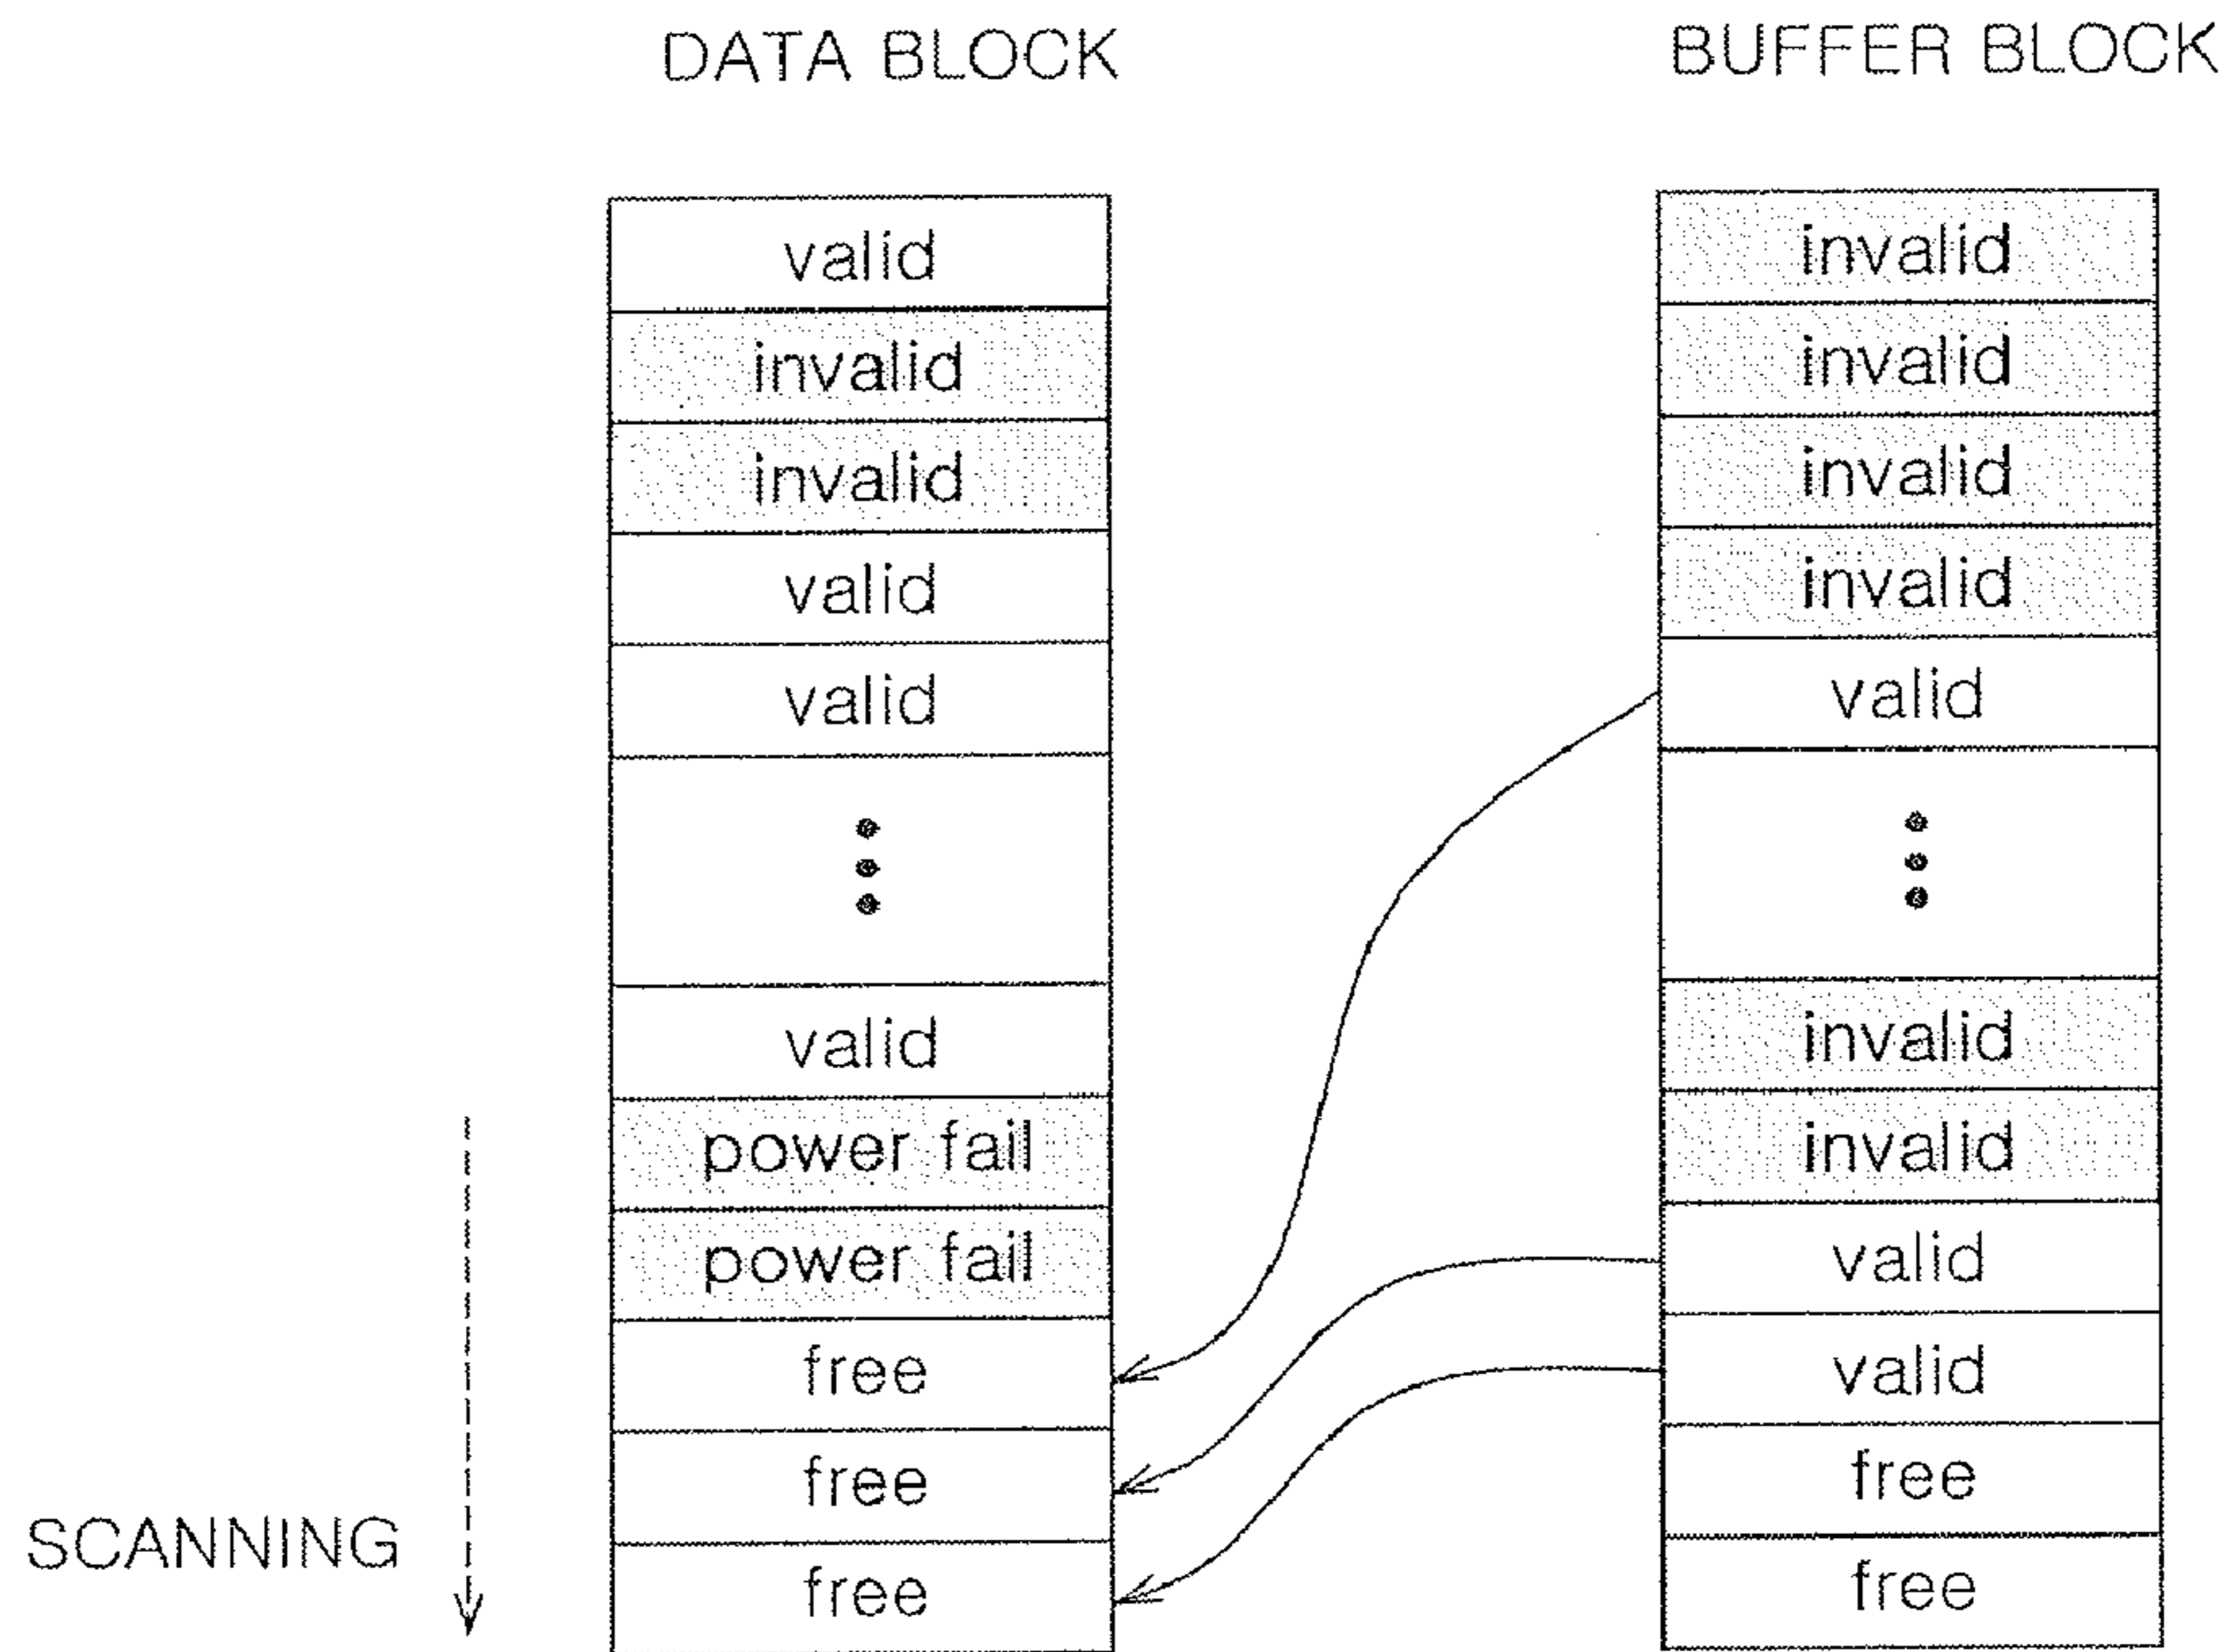 DATA BLOCK
valid
invalid
invalid
valid
valid
valid
power fail
power fail
free
free
free
SCANNING
BUFFER BLOCK
invalid
invalid
invalid
invalid
valid
invalid
invalid
valid
valid
free
free